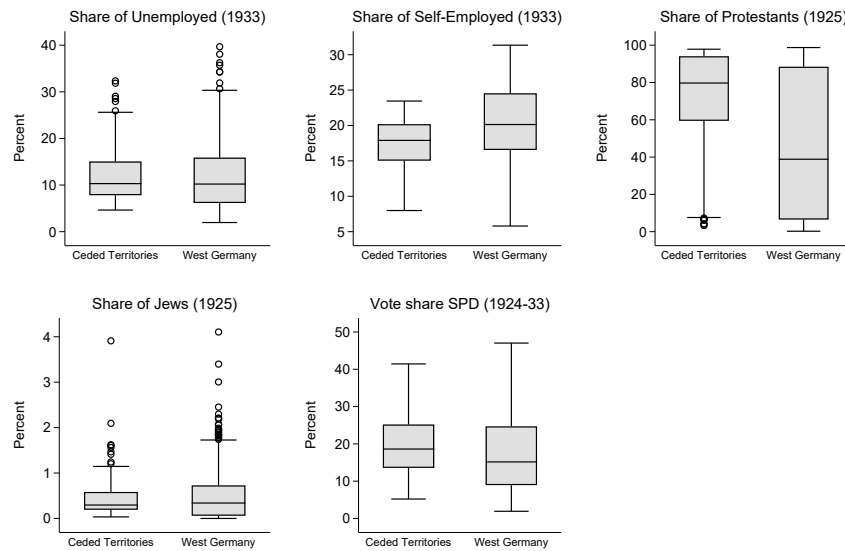 Share of Unemployed (1933)
Percent
40
30
20
10
0
Ceded Territories West Germany
Share of Self-Employed (1933)
Percent
30
25
20
15
10
5
Ceded Territories West Germany
Share of Protestants (1925)
Percent
100
80
60
40
20
0
Ceded Territories West Germany
Share of Jews (1925)
Percent
4
3
2
1
0
Ceded Territories West Germany
Vote share SPD (1924-33)
Percent
50
40
30
20
10
0
Ceded Territories West Germany